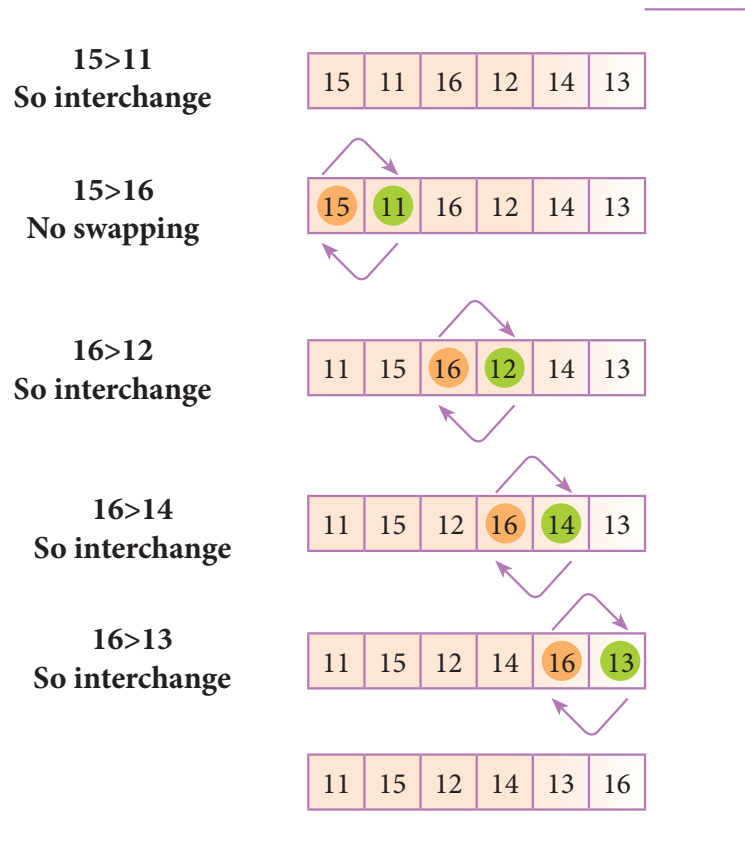 15>11
So interchange
15 11 16 12 14 13
15>16
No swapping
15 11 16 12 14 13
16>12
So interchange
11 15 16 12 14 13
16>14
So interchange
11 15 12 16 14 13
16>13
So interchange
11 15 12 14 16 13
11 15 12 14 13 16